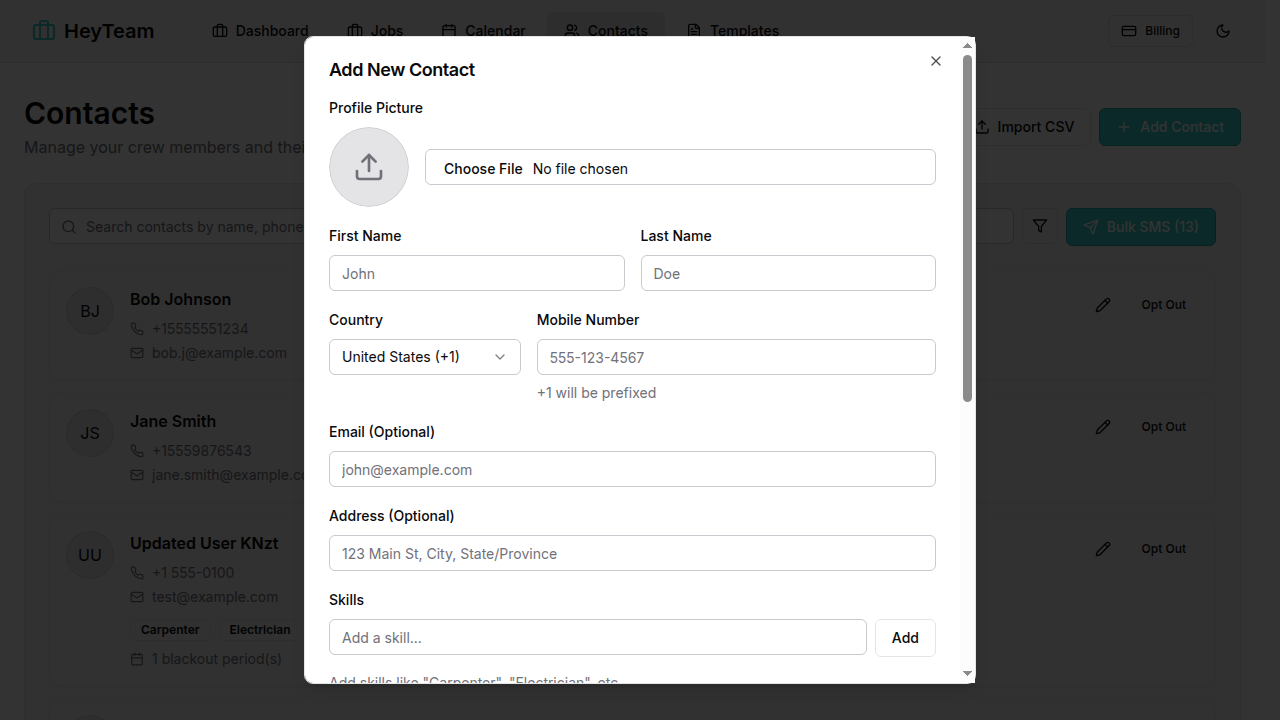 HeyTeam
Dashboard
Jobs
Calendar
Contacts
Templates
Billing
Contacts
Manage your crew members and thei
Import CSV
Add Contact
Search contacts by name, phone
Bulk SMS (13)
Bob Johnson
+15555551234
bob.j@example.com
Opt Out
BJ
Jane Smith
+15559876543
jane.smith@example.co
Opt Out
JS
Updated User KNzt
+1 555-0100
test@example.com
Carpenter
Electrician
1 blackout period(s)
Opt Out
UU
Add New Contact
Profile Picture
Choose File No file chosen
First Name
Last Name
John
Doe
Country
Mobile Number
United States (+1)
555-123-4567
+1 will be prefixed
Email (Optional)
john@example.com
Address (Optional)
123 Main St, City, State/Province
Skills
Add a skill...
Add
Add skills like "Carpenter", "Electrician", etc.